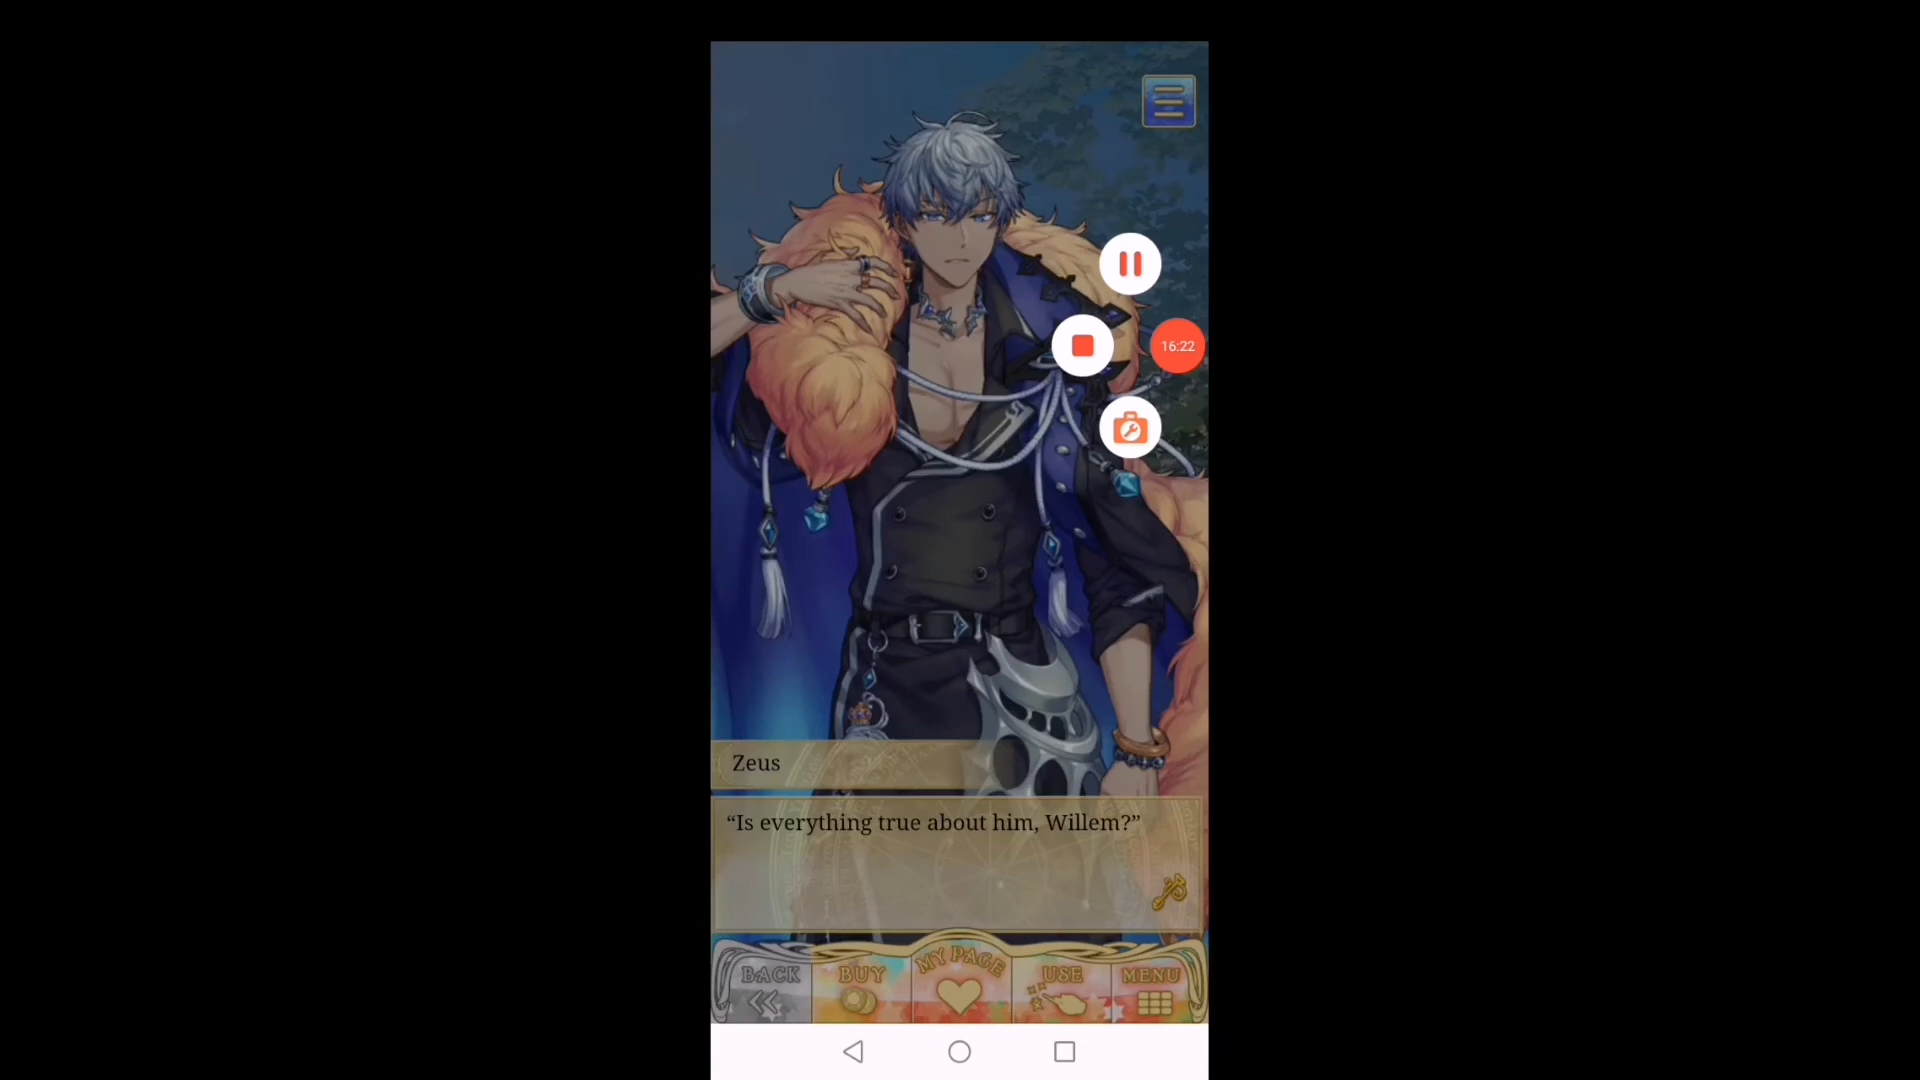 16:22
Zeus
“Is everything true about him, Willem?”
BACK
BUY
MY PAGE
USE
MENU